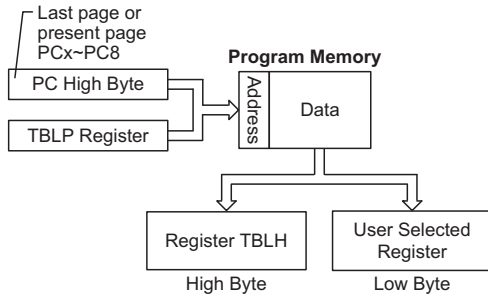 Last page or
present page
PCx~PC8
Program Memory
PC High Byte
TBLP Register
Address
Data
Register TBLH
User Selected
Register
High Byte
Low Byte